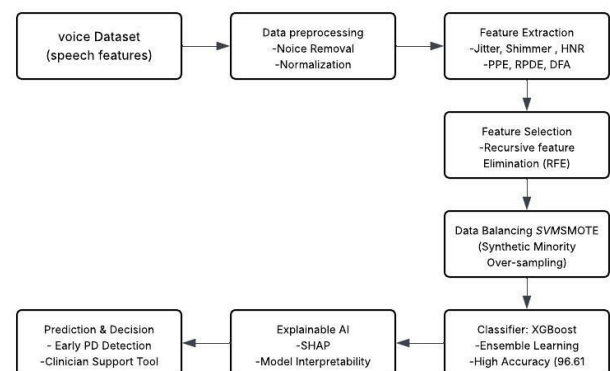 voice Dataset
(speech features)
Data preprocessing
-Noice Removal
-Normalization
Feature Extraction
-Jitter, Shimmer , HNR
-PPE, RPDE, DFA
Feature Selection
-Recursive feature
Elimination (RFE)
Data Balancing SVMSMOTE
(Synthetic Minority
Over-sampling)
Classifier: XGBoost
-Ensemble Learning
-High Accuracy (96.61
Explainable AI
-SHAP
-Model Interpretability
Prediction & Decision
- Early PD Detection
-Clinician Support Tool